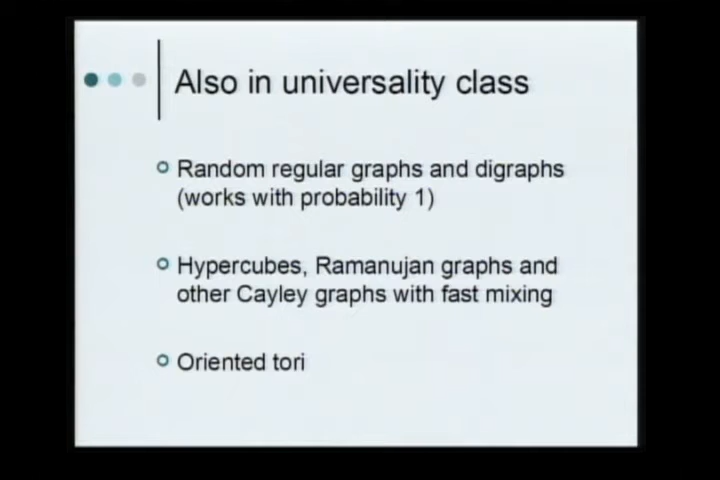 Also in universality class
Random regular graphs and digraphs
(works with probability 1)
Hypercubes, Ramanujan graphs and
other Cayley graphs with fast mixing
Oriented tori